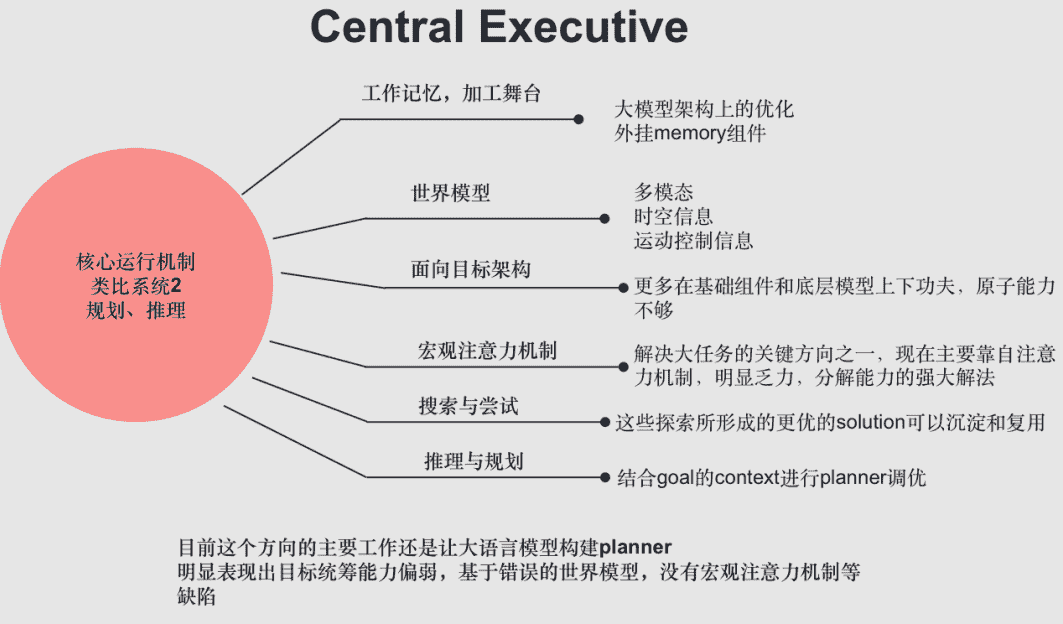 Central Executive
工作记忆，加工舞台
大模型架构上的优化
外挂memory组件
世界模型
多模态
时空信息
运动控制信息
核心运行机制
类比系统2
规划、推理
面向目标架构
更多在基础组件和底层模型上下功夫，原子能力
不够
宏观注意力机制
解决大任务的关键方向之一，现在主要靠自注意
力机制，明显乏力，分解能力的强大解法
搜索与尝试
这些探索所形成的更优的solution可以沉淀和复用
推理与规划
结合goal的context进行planner调优
目前这个方向的主要工作还是让大语言模型构建planner
明显表现出目标统筹能力偏弱，基于错误的世界模型，没有宏观注意力机制等
缺陷